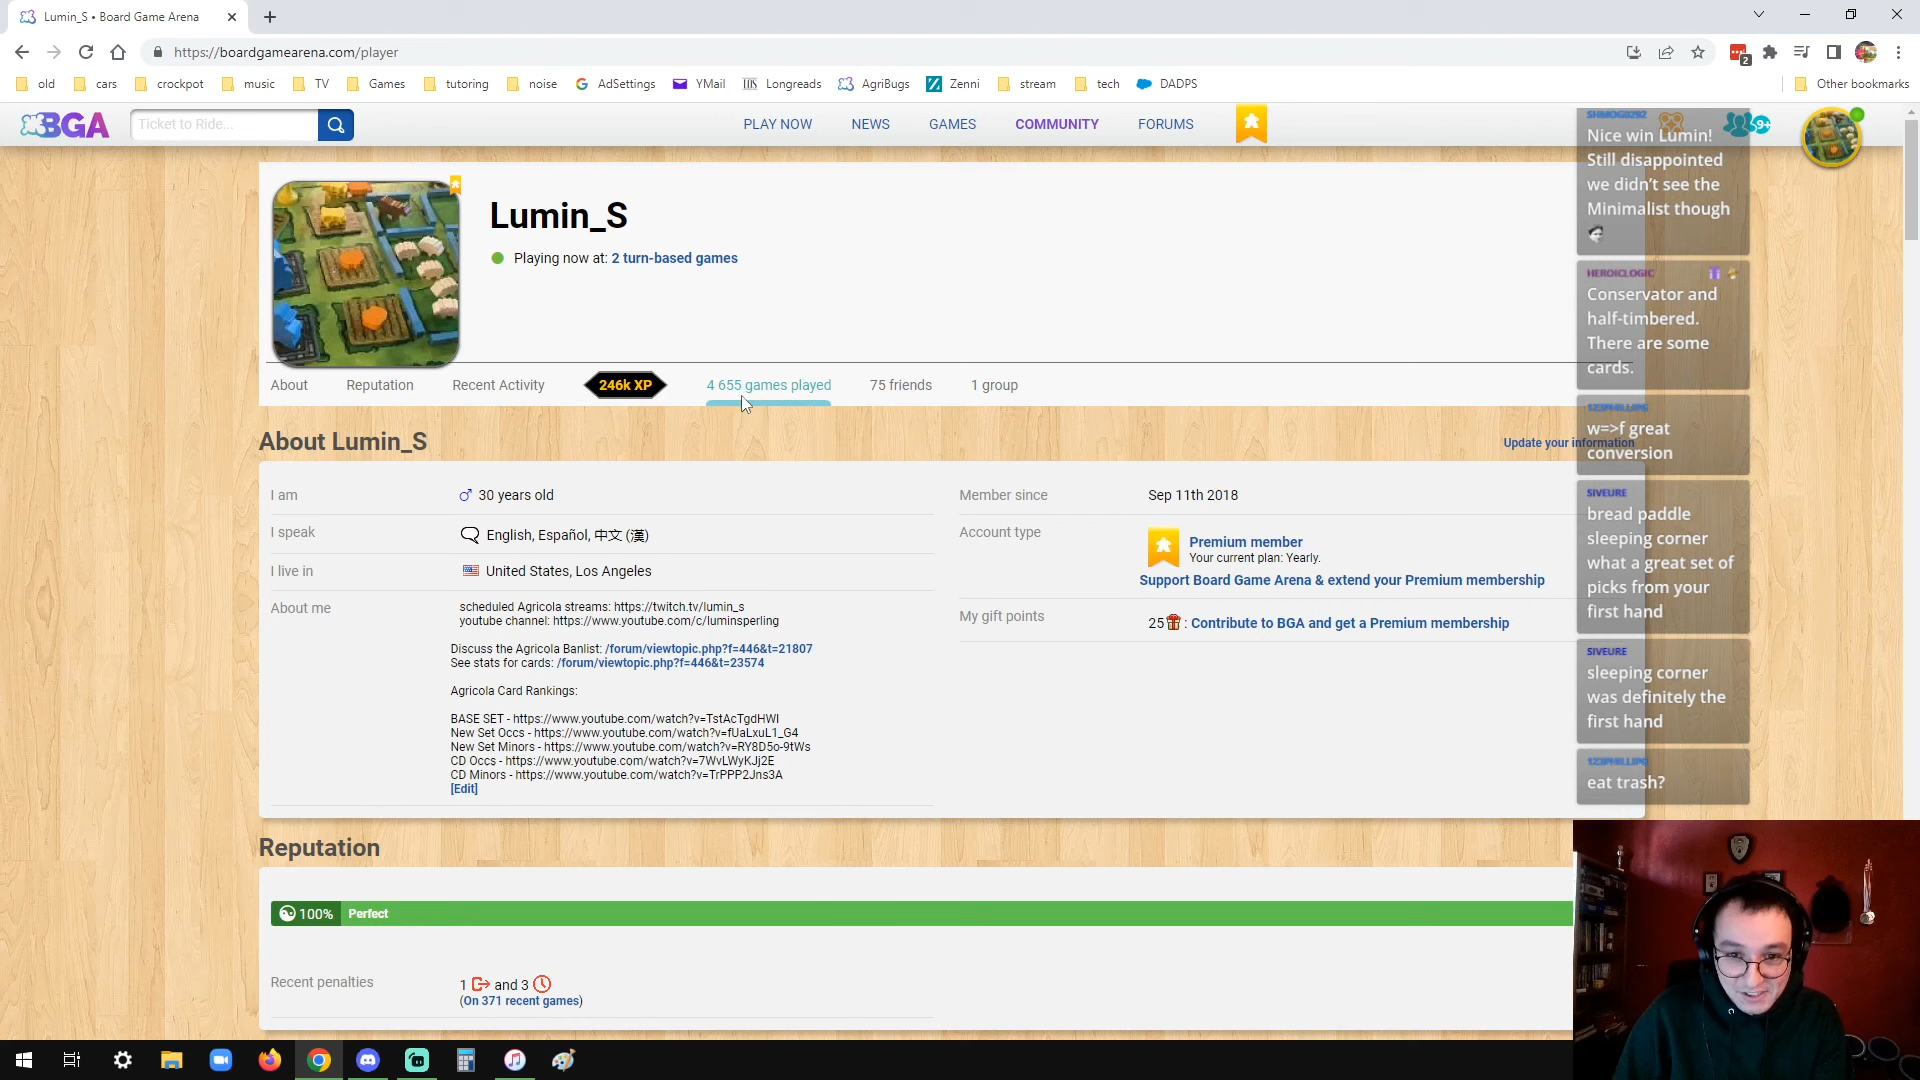 Lumin_S • Board Game Arena
https://boardgamearena.com/player
2
old
cars
crockpot
music
TV
Games
tutoring
noise
AdSettings
YMail
Longreads
AgriBugs
Zenni
stream
tech
DADPS
Other bookmarks
BGA
Ticket to Ride...
PLAY NOW
NEWS
GAMES
COMMUNITY
FORUMS
9+
Lumin_S
Playing now at: 2 turn-based games
About
Reputation
Recent Activity
246k XP
4 655 games played
75 friends
1 group
About Lumin_S
Update your information
I am
♂ 30 years old
I speak
English, Español, 中文 (漢)
I live in
United States, Los Angeles
About me
scheduled Agricola streams: https://twitch.tv/lumin_s
youtube channel: https://www.youtube.com/c/luminsperling
Discuss the Agricola Banlist: /forum/viewtopic.php?f=446&t=21807
See stats for cards: /forum/viewtopic.php?f=446&t=23574
Agricola Card Rankings:
BASE SET - https://www.youtube.com/watch?v=TstAcTgdHWI
New Set Occs - https://www.youtube.com/watch?v=fUaLxuL1_G4
New Set Minors - https://www.youtube.com/watch?v=RY8D5o-9tWs
CD Occs - https://www.youtube.com/watch?v=7WvLWyKJj2E
CD Minors - https://www.youtube.com/watch?v=TrPPP2Jns3A
[Edit]
Member since
Sep 11th 2018
Account type
Premium member
Your current plan: Yearly.
Support Board Game Arena & extend your Premium membership
My gift points
25 : Contribute to BGA and get a Premium membership
Reputation
100% Perfect
Recent penalties
1 and 3
(On 371 recent games)
Nice win Lumin!
Still disappointed
we didn't see the
Minimalist though
HEROICLOGIC
Conservator and
half-timbered.
There are some
cards.
w=>f great
conversion
SIVEURE
bread paddle
sleeping corner
what a great set of
picks from your
first hand
SIVEURE
sleeping corner
was definitely the
first hand
eat trash?